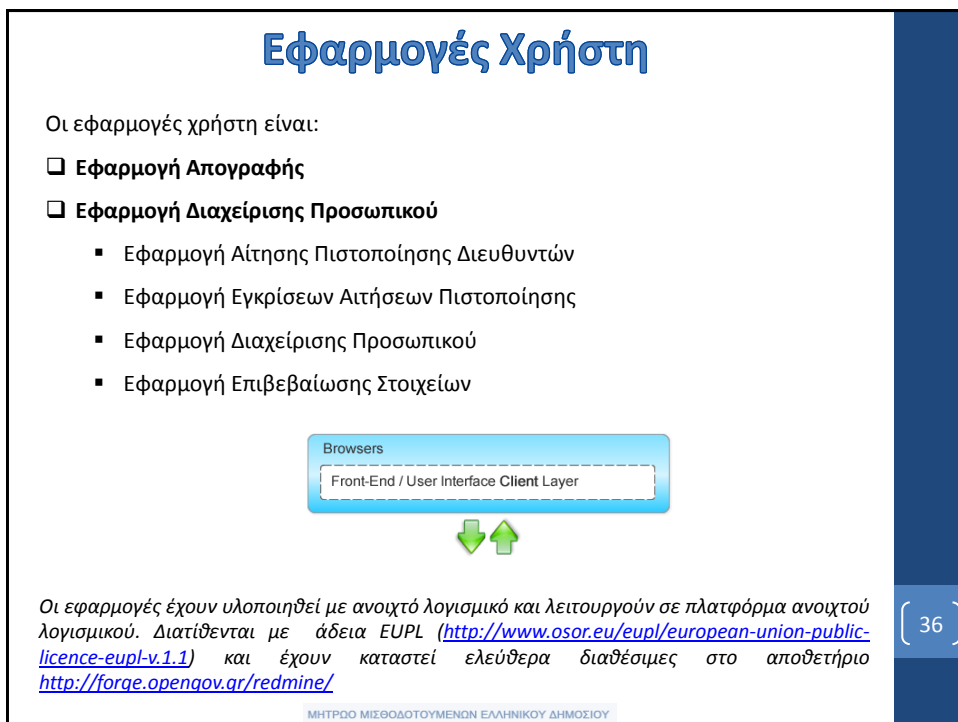 Εφαρμογές Χρήστη
Οι εφαρμογές χρήστη είναι:
❑ Εφαρμογή Απογραφής
❑ Εφαρμογή Διαχείρισης Προσωπικού
▪ Εφαρμογή Αίτησης Πιστοποίησης Διευθυντών
▪ Εφαρμογή Εγκρίσεων Αιτήσεων Πιστοποίησης
▪ Εφαρμογή Διαχείρισης Προσωπικού
▪ Εφαρμογή Επιβεβαίωσης Στοιχείων
Browsers
Front-End / User Interface Client Layer
Οι εφαρμογές έχουν υλοποιηθεί με ανοιχτό λογισμικό και λειτουργούν σε πλατφόρμα ανοιχτού
λογισμικού. Διατίθενται με άδεια EUPL (http://www.osor.eu/eupl/european-union-public-
licence-eupl-v.1.1) και έχουν καταστεί ελεύθερα διαθέσιμες στο αποθετήριο
http://forge.opengov.gr/redmine/
36
ΜΗΤΡΩΟ ΜΙΣΘΟΔΟΤΟΥΜΕΝΩΝ ΕΛΛΗΝΙΚΟΥ ΔΗΜΟΣΙΟΥ